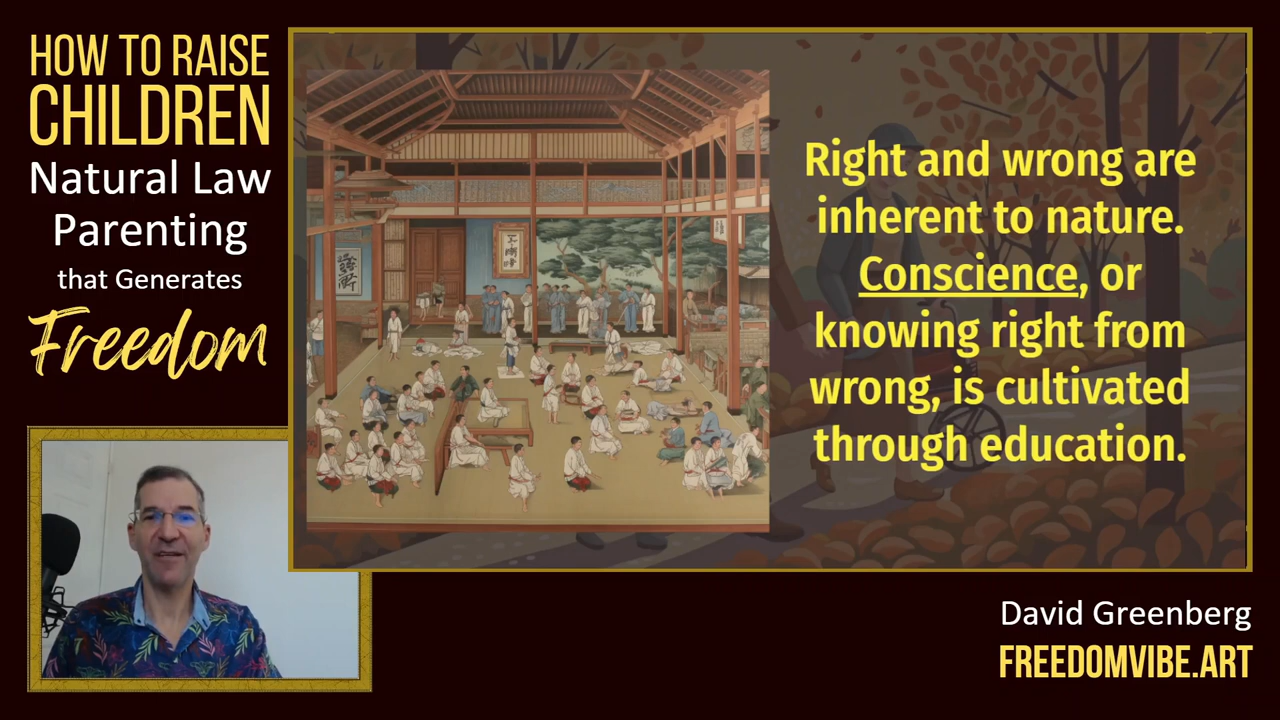 HOW TO RAISE
CHILDREN
Natural Law
Parenting
that Generates
Freedom
Right and wrong are
inherent to nature.
Conscience, or
knowing right from
wrong, is cultivated
through education.
David Greenberg
FREEDOMVIBE.ART